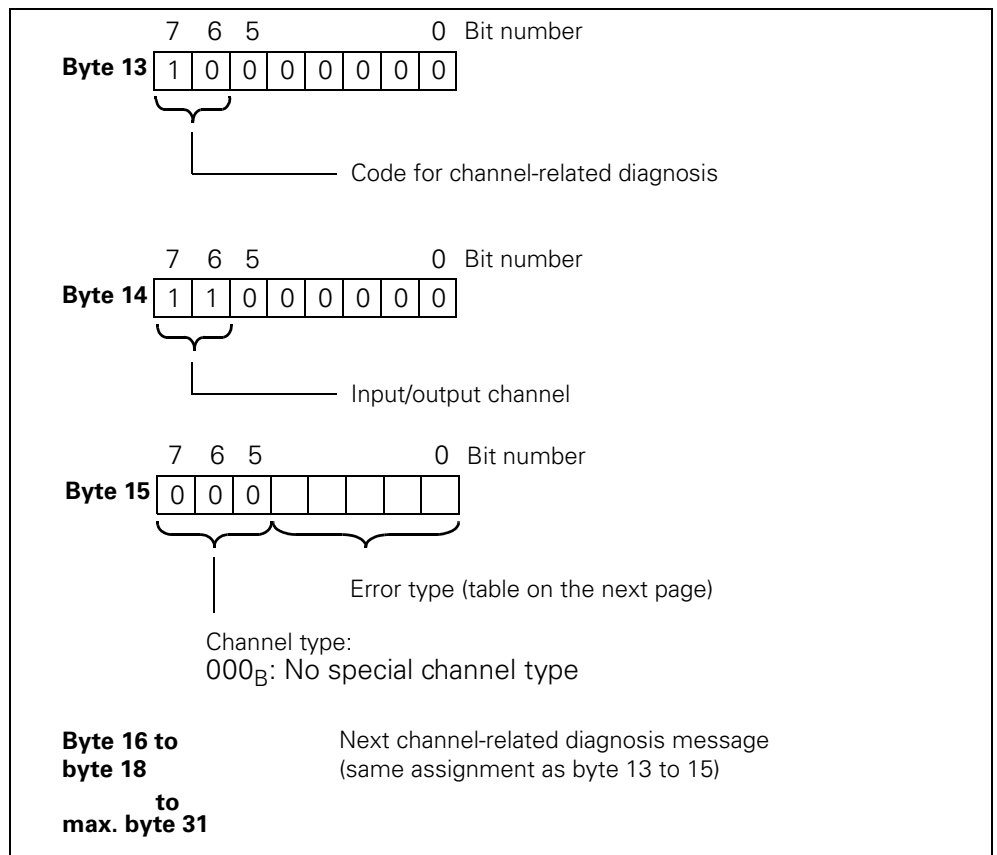 7 6 5 0 Bit number
Byte 13 1 0 0 0 0 0 0 0
Code for channel-related diagnosis
7 6 5 0 Bit number
Byte 14 1 1 0 0 0 0 0 0
Input/output channel
7 6 5 0 Bit number
Byte 15 0 0 0
Error type (table on the next page)
Channel type:
000B: No special channel type
Byte 16 to Next channel-related diagnosis message
byte 18 (same assignment as byte 13 to 15)
to
max. byte 31